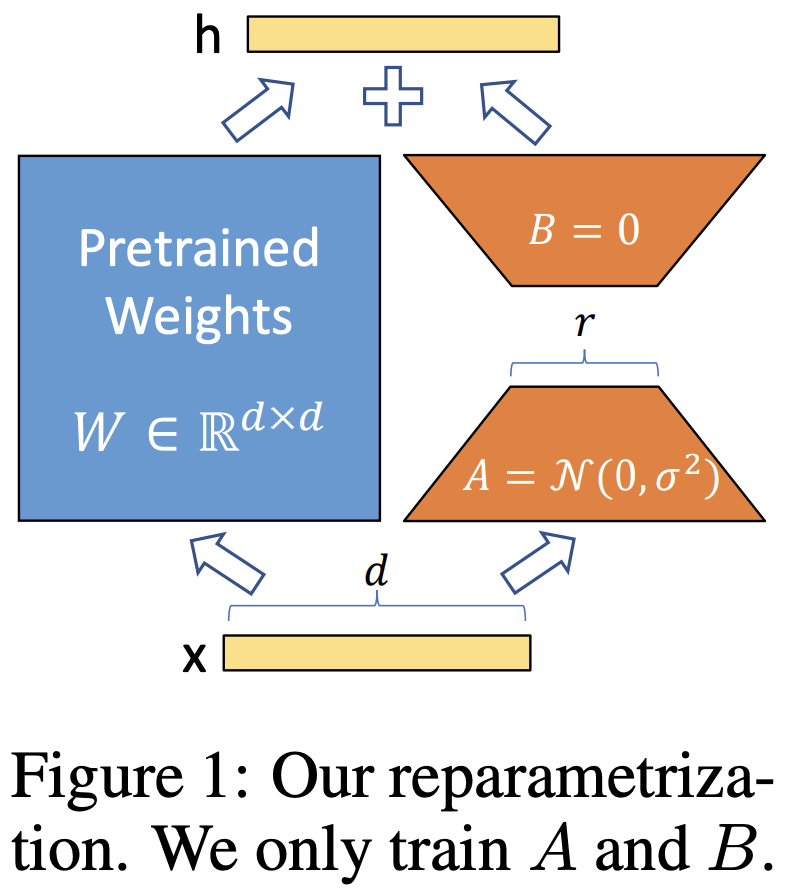 h
Pretrained
Weights
W ∈ ℝ^{d×d}
B = 0
r
A = 𝒩(0, σ²)
d
x
Figure 1: Our reparametriza-
tion. We only train A and B.